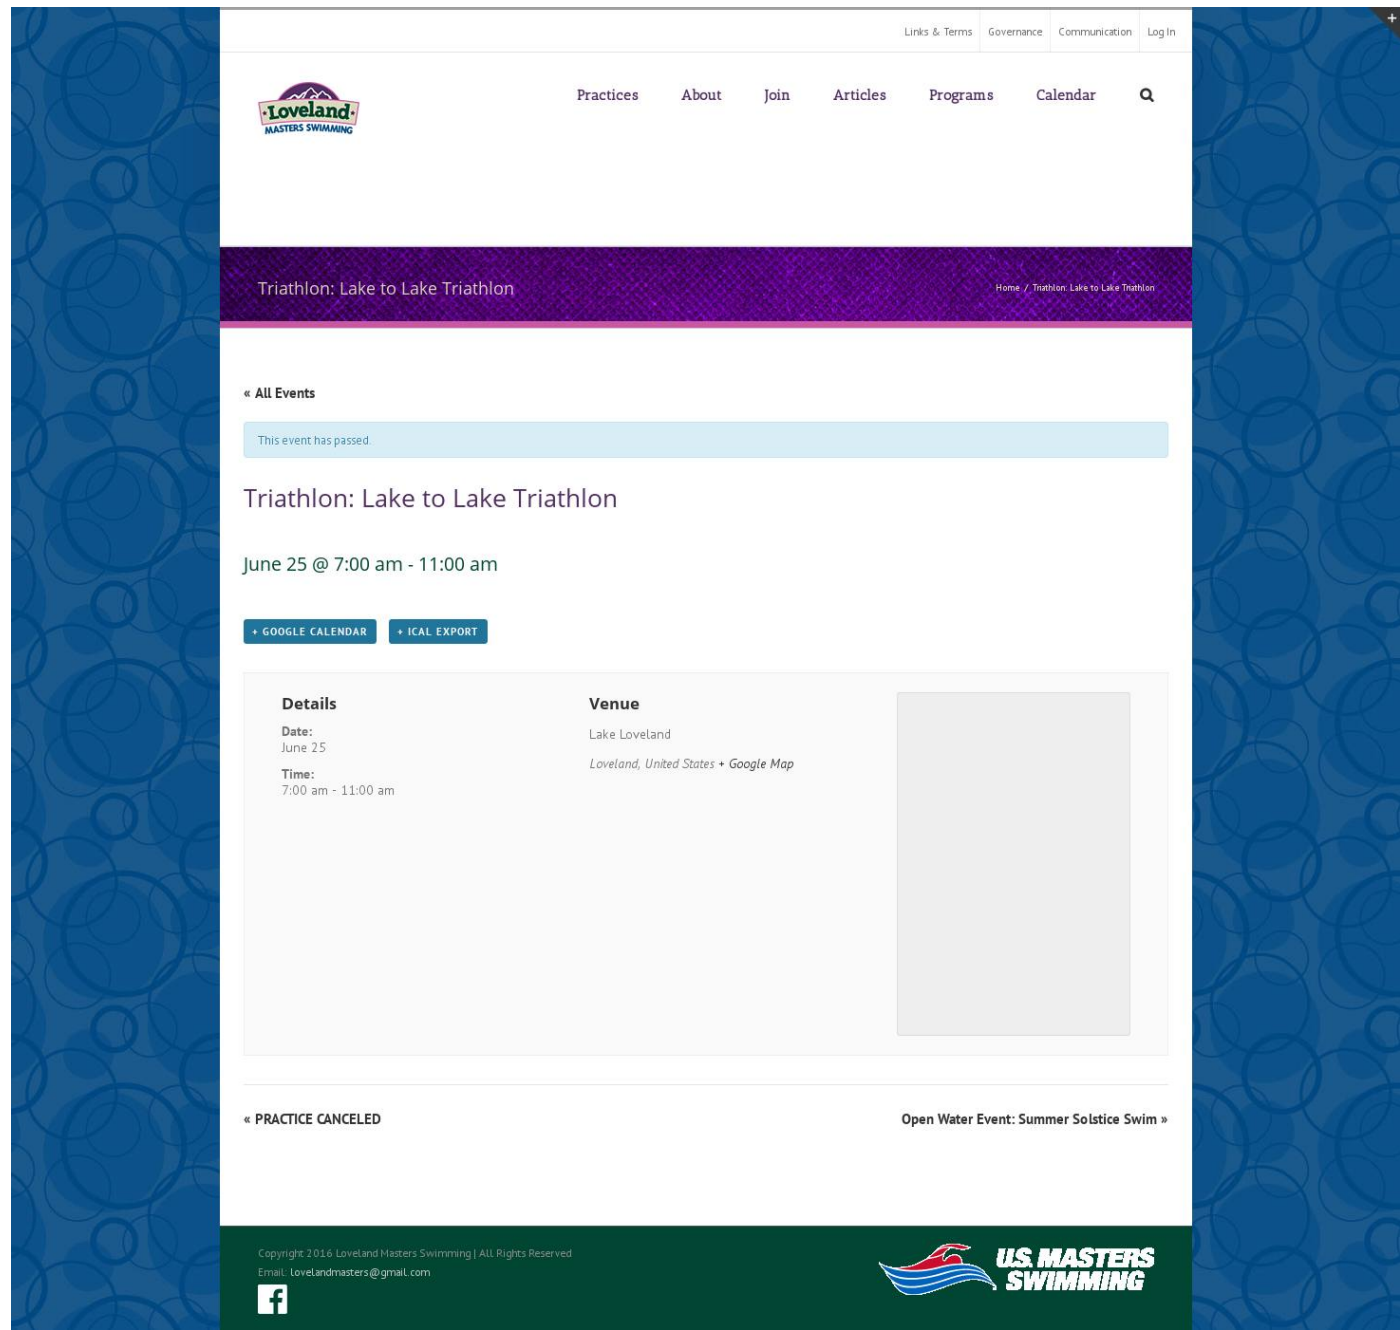 Links & Terms Governance Communication Log In
Loveland
MASTERS SWIMMING
Practices About Join Articles Programs Calendar
Triathlon: Lake to Lake Triathlon
Home / Triathlon: Lake to Lake Triathlon
« All Events
This event has passed.
Triathlon: Lake to Lake Triathlon
June 25 @ 7:00 am - 11:00 am
+ GOOGLE CALENDAR + ICAL EXPORT
Details
Date:
June 25
Time:
7:00 am - 11:00 am
Venue
Lake Loveland
Loveland, United States + Google Map
« PRACTICE CANCELED
Open Water Event: Summer Solstice Swim »
Copyright 2016 Loveland Masters Swimming | All Rights Reserved
Email: lovelandmasters@gmail.com
U.S. MASTERS
SWIMMING